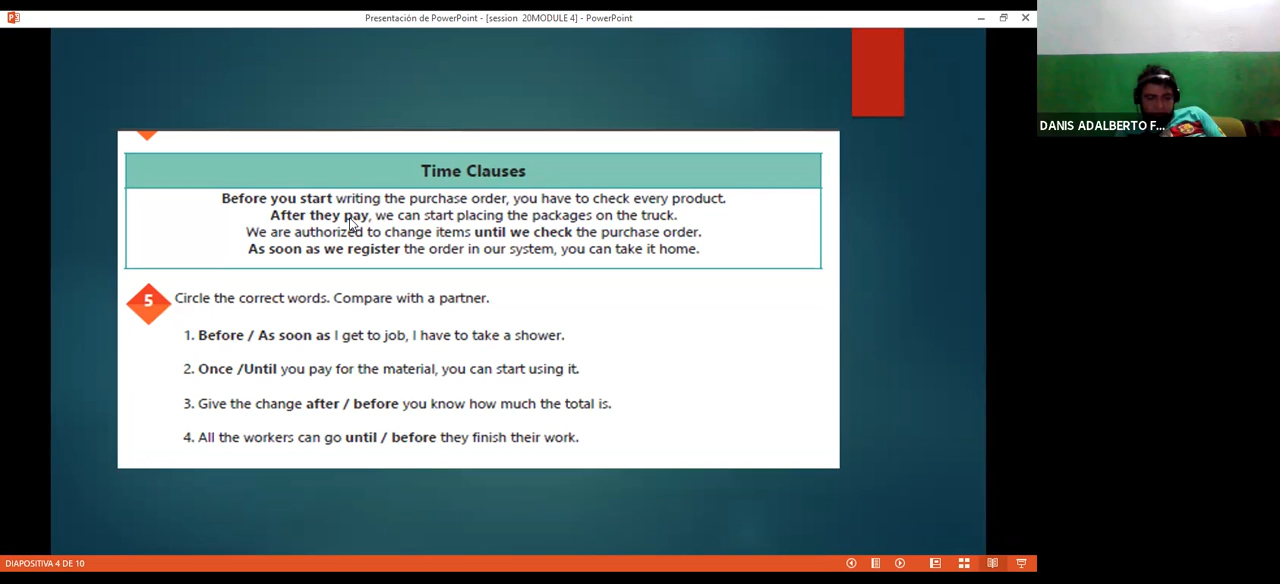 Presentación de PowerPoint - [session  20MODULE 4] - PowerPoint
DANIS ADALBERTO F...
Time Clauses
Before you start writing the purchase order, you have to check every product.
After they pay, we can start placing the packages on the truck.
We are authorized to change items until we check the purchase order.
As soon as we register the order in our system, you can take it home.
5 Circle the correct words. Compare with a partner.
1. Before / As soon as I get to job, I have to take a shower.
2. Once /Until you pay for the material, you can start using it.
3. Give the change after / before you know how much the total is.
4. All the workers can go until / before they finish their work.
DIAPOSITIVA 4 DE 10